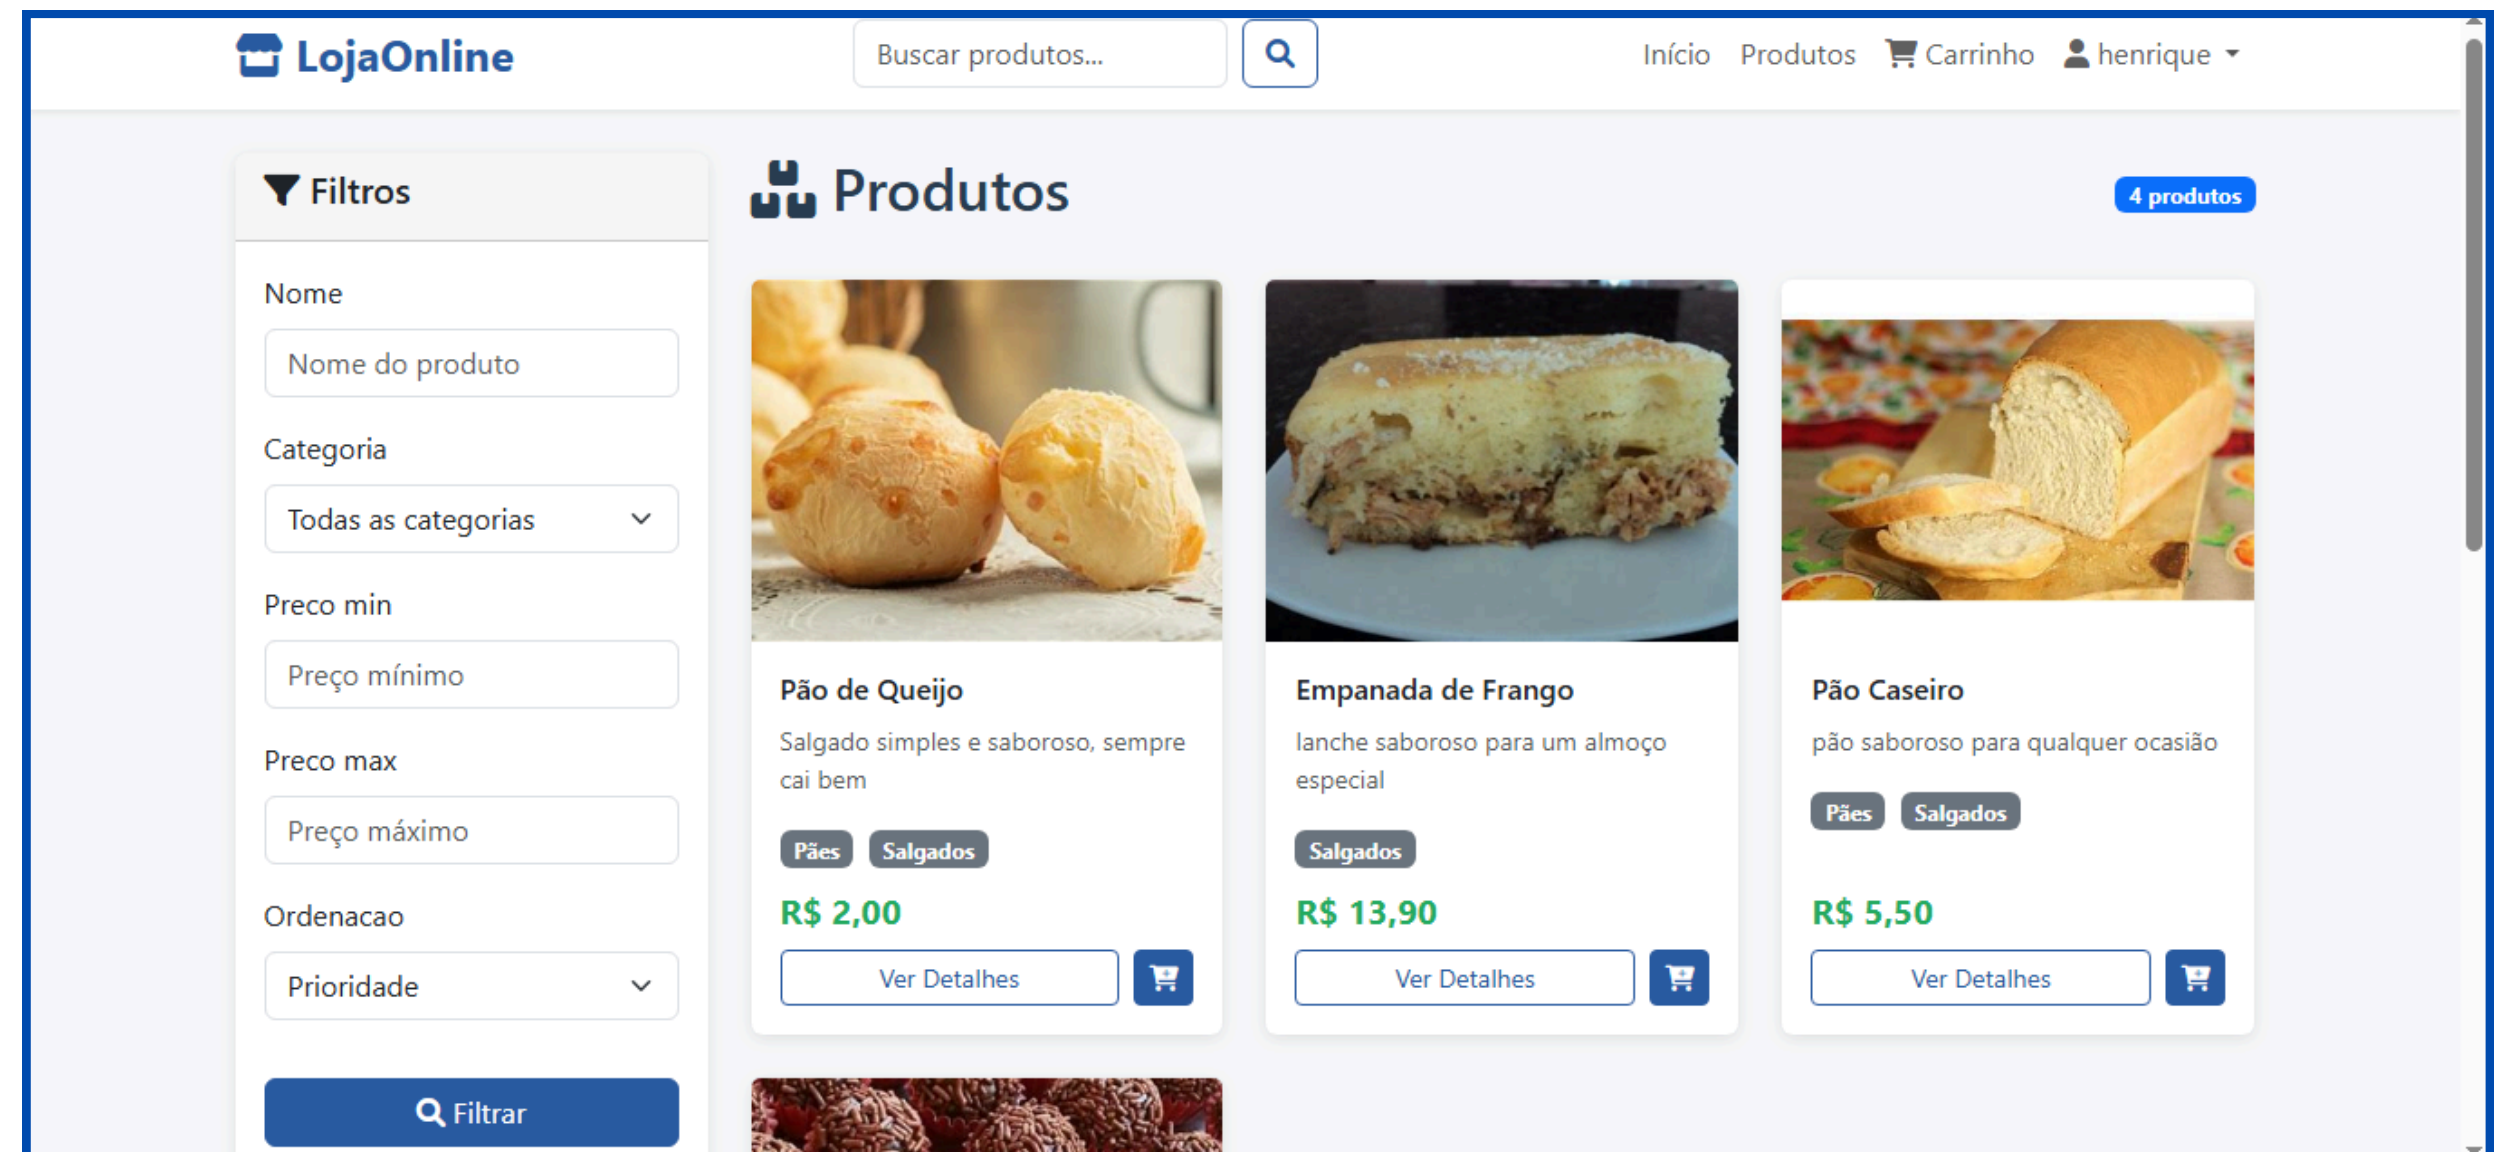 LojaOnline
Buscar produtos...
Início
Produtos
Carrinho
henrique
Filtros
Nome
Nome do produto
Categoria
Todas as categorias
Preco min
Preço mínimo
Preco max
Preço máximo
Ordenacao
Prioridade
Filtrar
Produtos
4 produtos
Pão de Queijo
Salgado simples e saboroso, sempre
cai bem
Pães
Salgados
R$ 2,00
Ver Detalhes
Empanada de Frango
lanche saboroso para um almoço
especial
Salgados
R$ 13,90
Ver Detalhes
Pão Caseiro
pão saboroso para qualquer ocasião
Pães
Salgados
R$ 5,50
Ver Detalhes